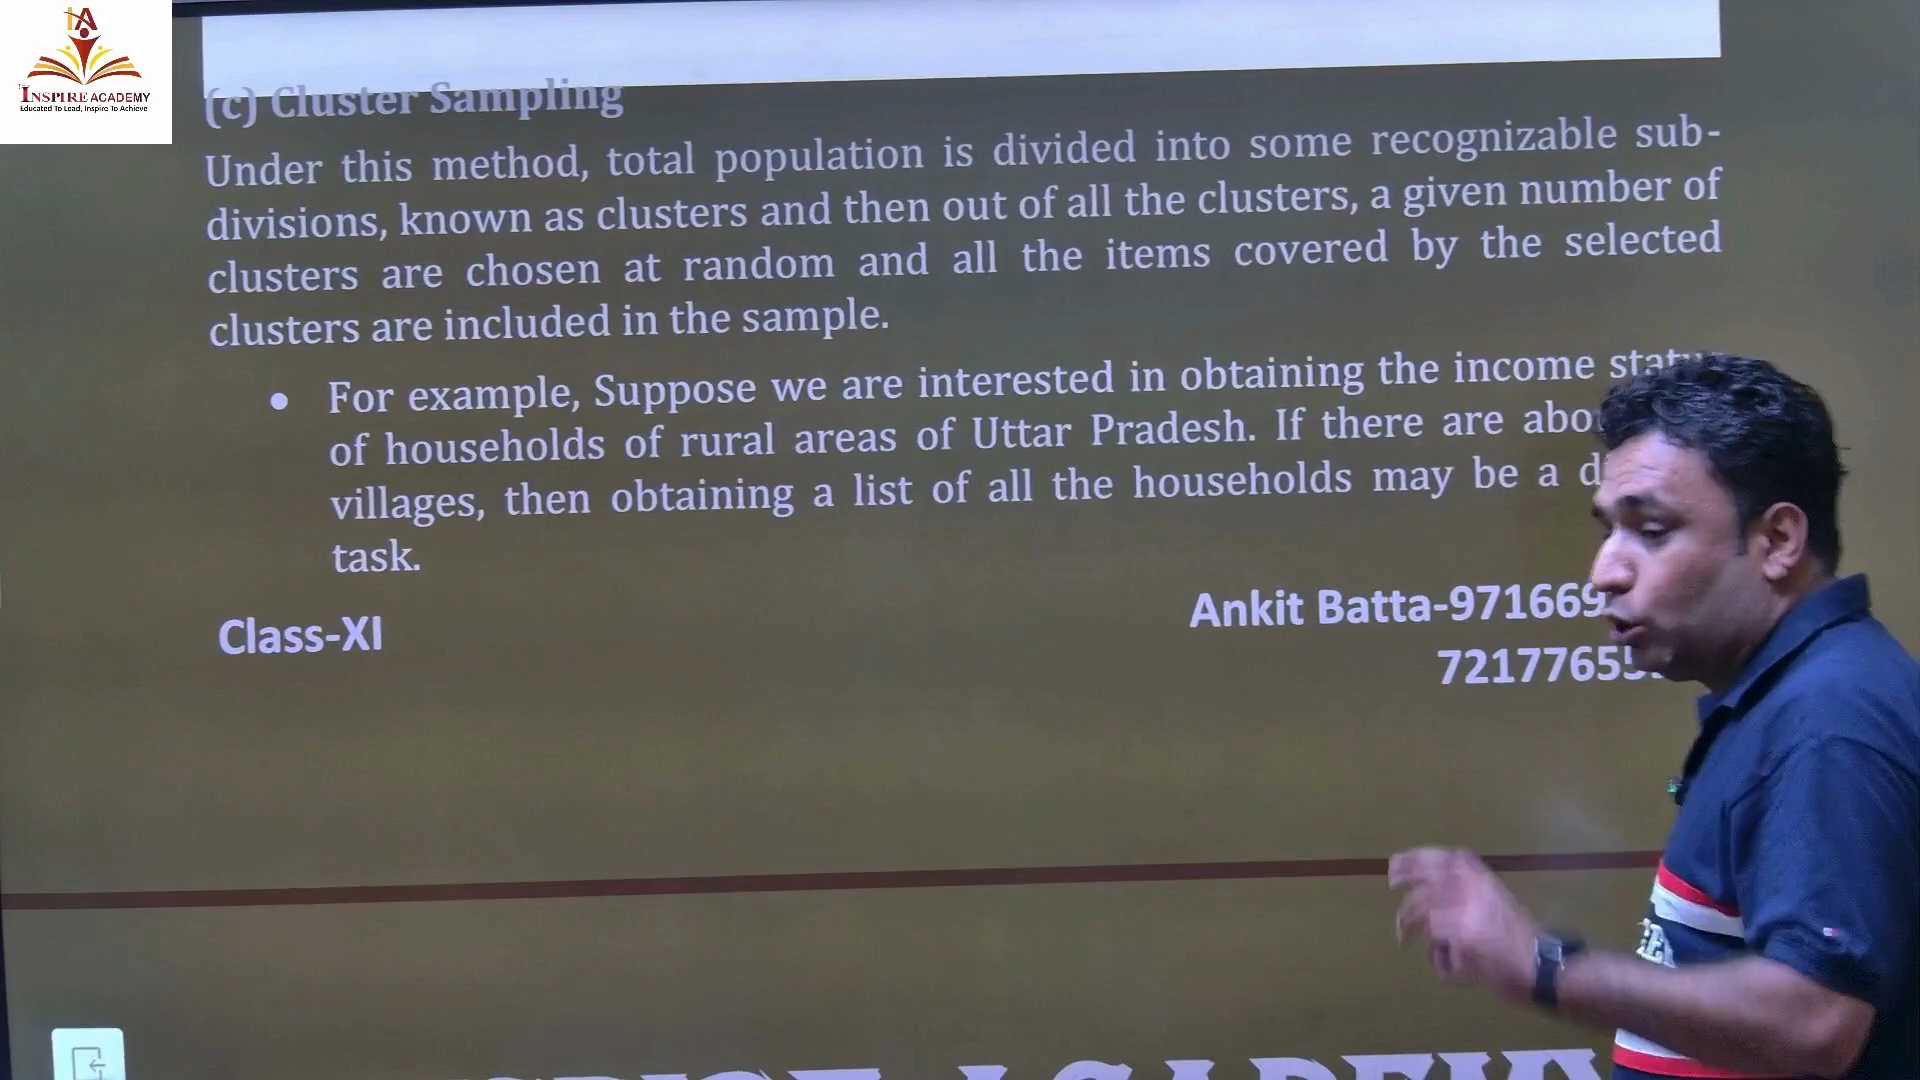 IA
INSPIRE ACADEMY
Educated To Lead, Inspire To Achieve
(c) Cluster Sampling
Under this method, total population is divided into some recognizable sub-
divisions, known as clusters and then out of all the clusters, a given number of
clusters are chosen at random and all the items covered by the selected
clusters are included in the sample.
• For example, Suppose we are interested in obtaining the income
of households of rural areas of Uttar Pradesh. If there are
villages, then obtaining a list of all the households may be a
task.
Class-XI
Ankit Batta-971669
7217765
ACADEMY